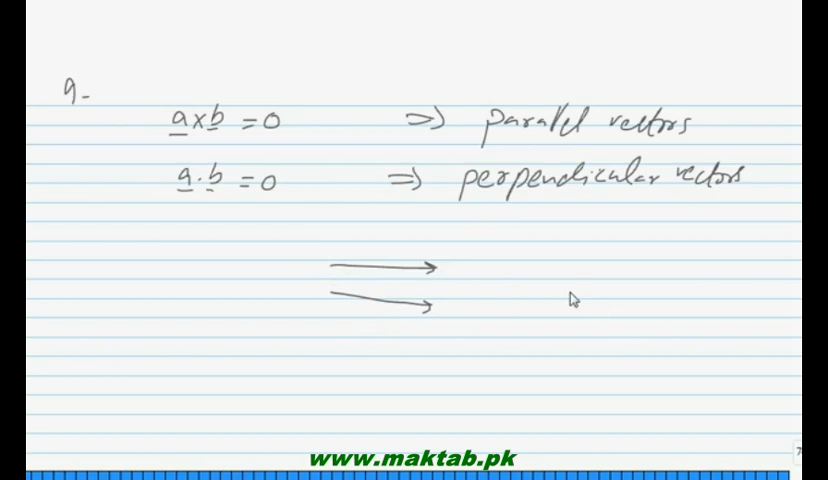 9-
a×b = 0 => parallel vectors
a·b = 0 => perpendicular vectors
www.maktab.pk